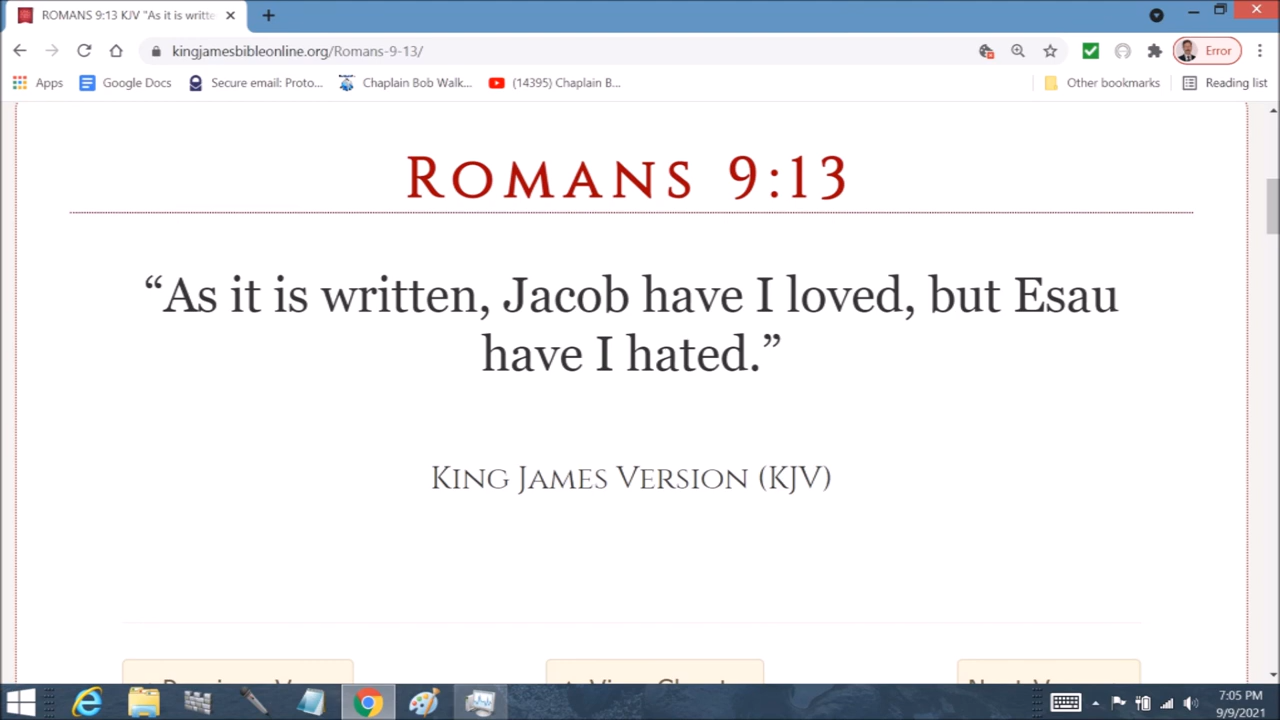 ROMANS 9:13 KJV "As it is writte
kingjamesbibleonline.org/Romans-9-13/
Error
Apps
Google Docs
Secure email: Proto...
Chaplain Bob Walk...
(14395) Chaplain B...
Other bookmarks
Reading list
ROMANS 9:13
“As it is written, Jacob have I loved, but Esau
have I hated.”
KING JAMES VERSION (KJV)
7:05 PM
9/9/2021